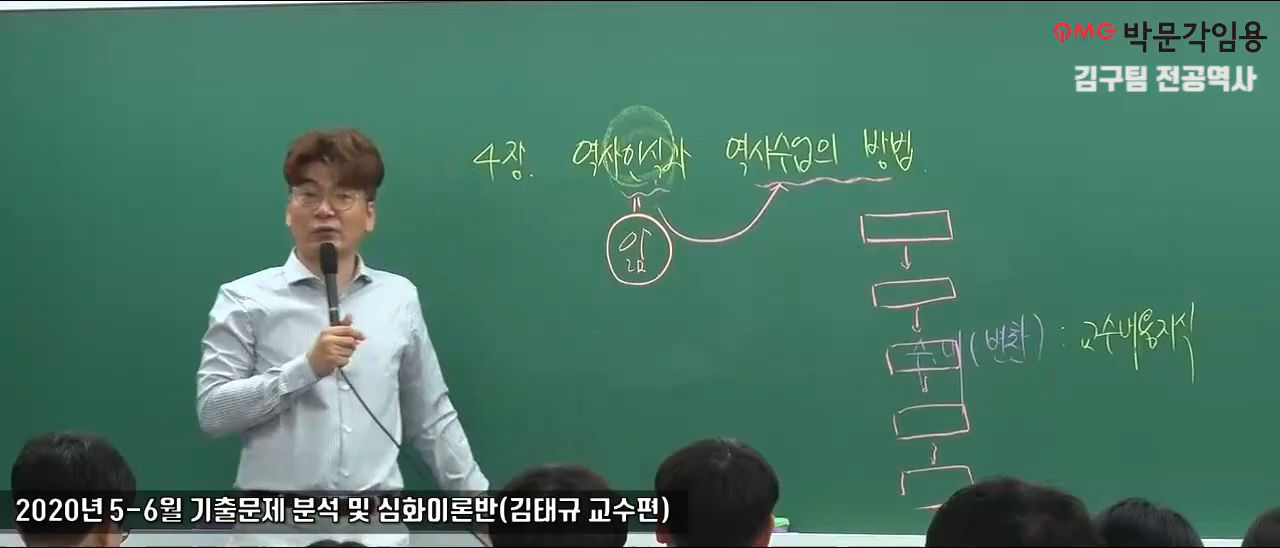 PMG 박문각임용
김구팀 전공역사
4장. 역사인식과 역사수업의 방법.
앎
수업 (변환) : 교수내용지식
2020년 5-6월 기출문제 분석 및 심화이론반(김태규 교수편)